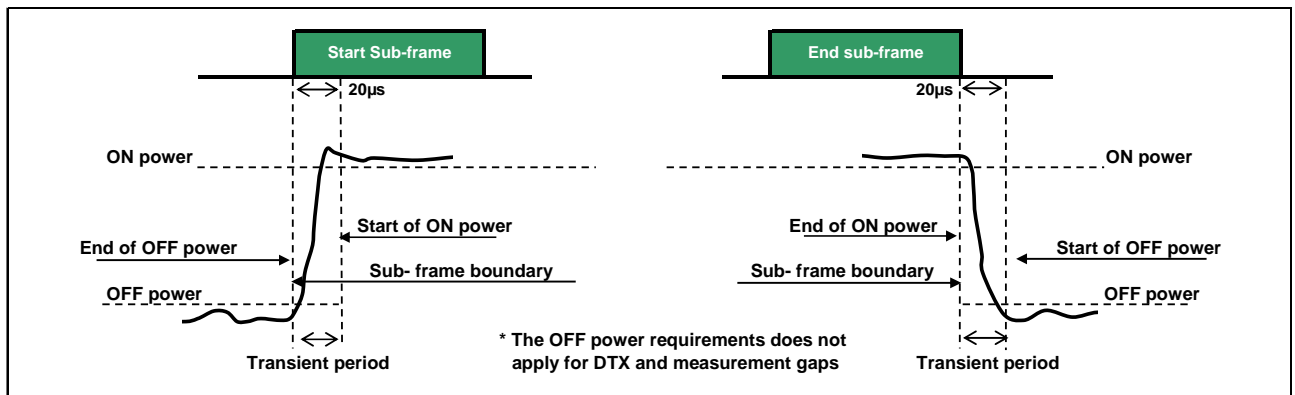 Start Sub-frame
End sub-frame
20µs
20µs
ON power
ON power
Start of ON power
End of ON power
End of OFF power
Start of OFF power
Sub- frame boundary
Sub- frame boundary
OFF power
OFF power
* The OFF power requirements does not
apply for DTX and measurement gaps
Transient period
Transient period